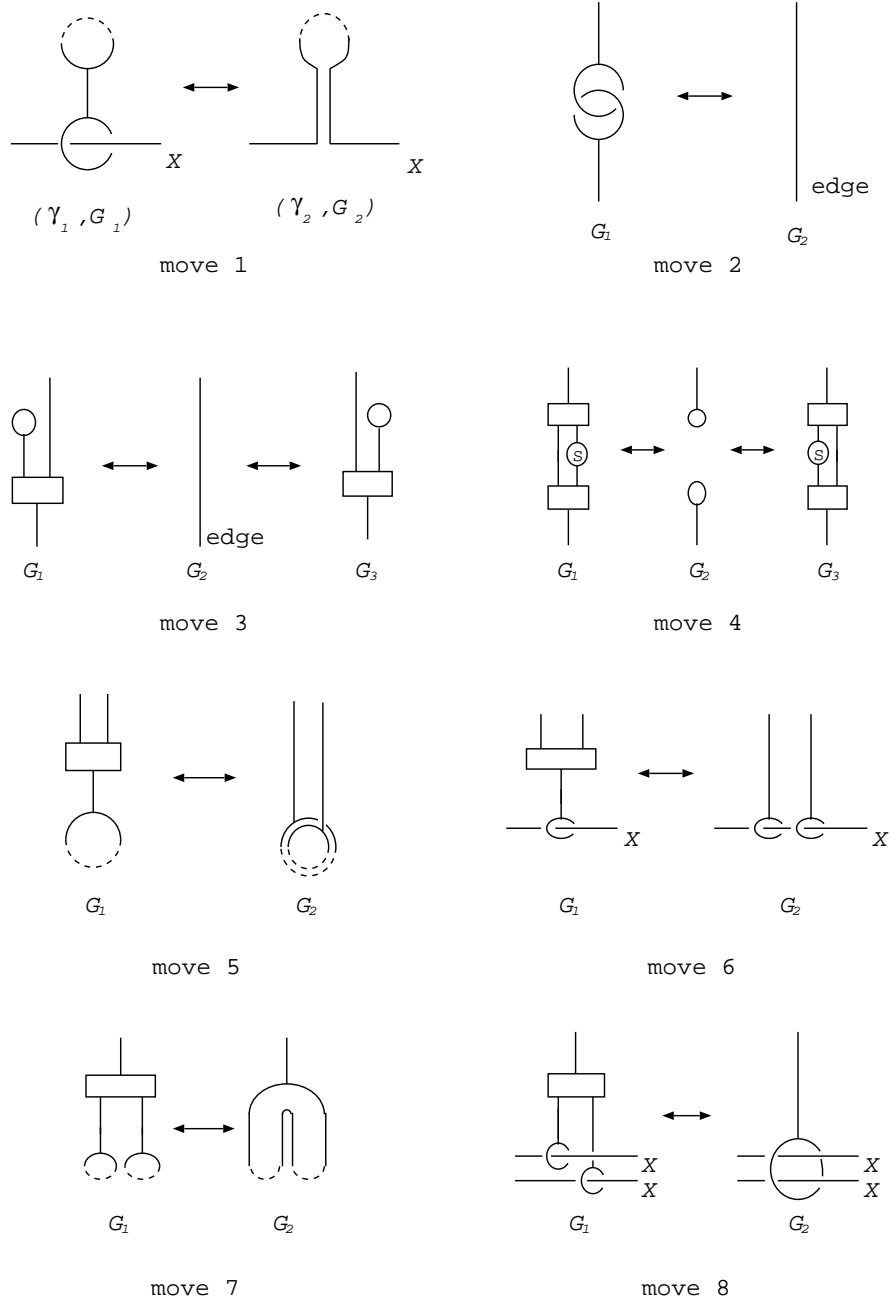 X X
(γ₁ ,G₁) (γ₂ ,G₂)
move 1
edge
G₁ G₂
move 2
edge
G₁ G₂ G₃
move 3
S S
G₁ G₂ G₃
move 4
G₁ G₂
move 5
X X
G₁ G₂
move 6
G₁ G₂
move 7
X X
X X
G₁ G₂
move 8